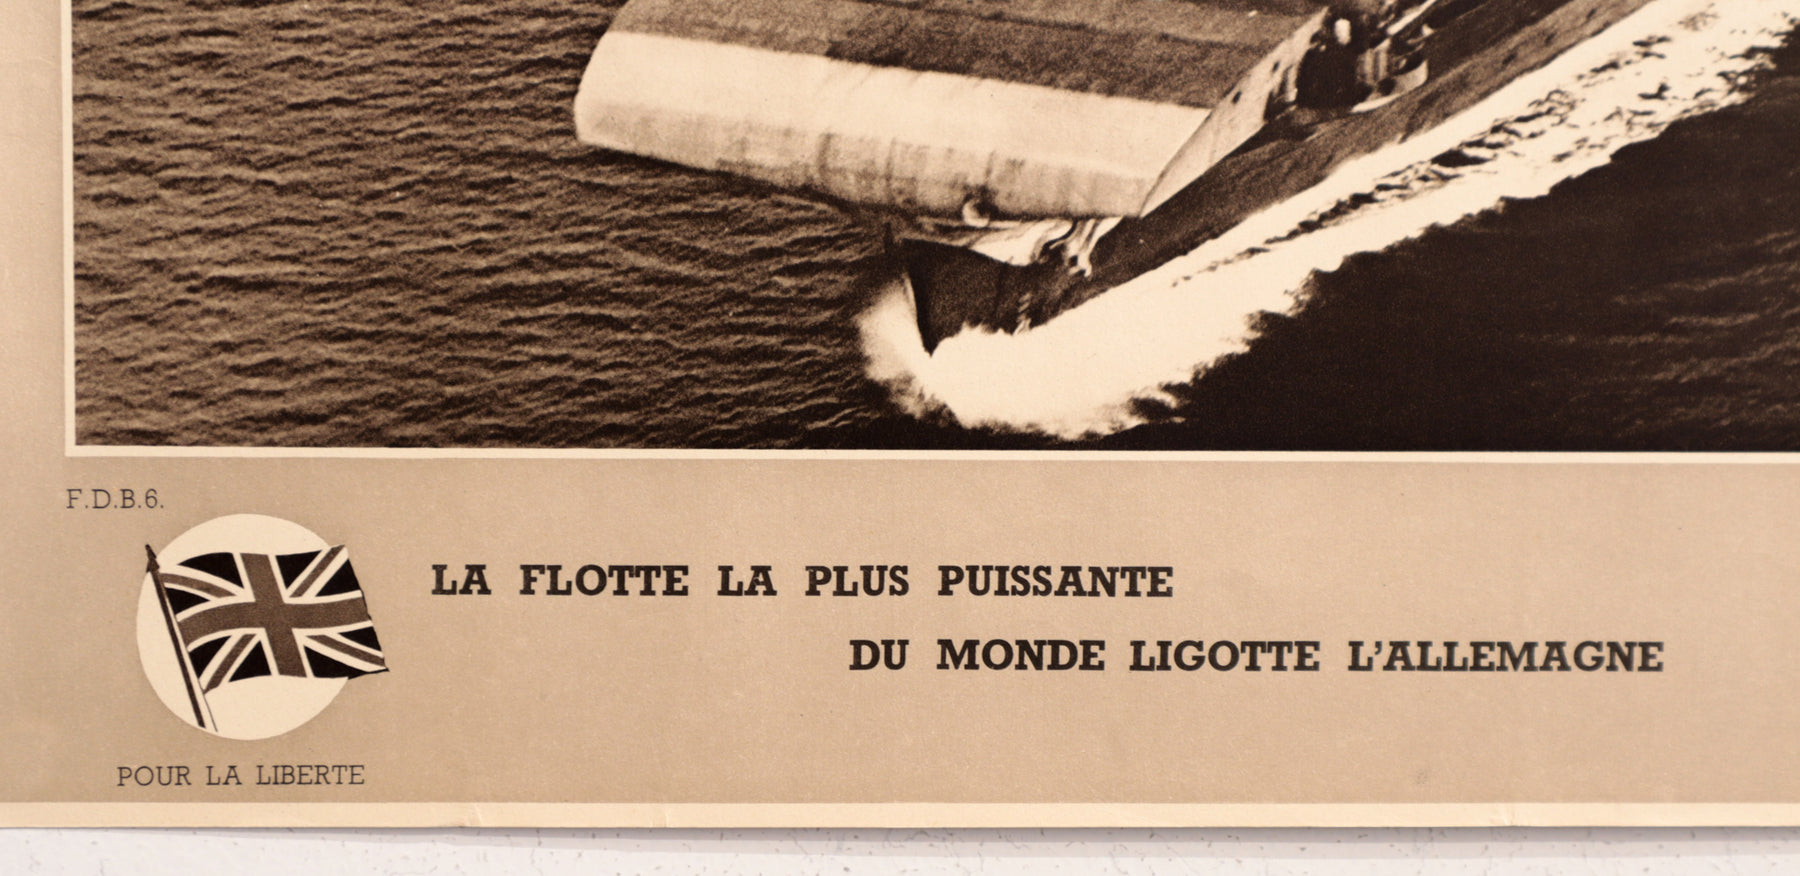 F.D.B.6.
LA FLOTTE LA PLUS PUISSANTE
DU MONDE LIGOTTE L'ALLEMAGNE
POUR LA LIBERTE